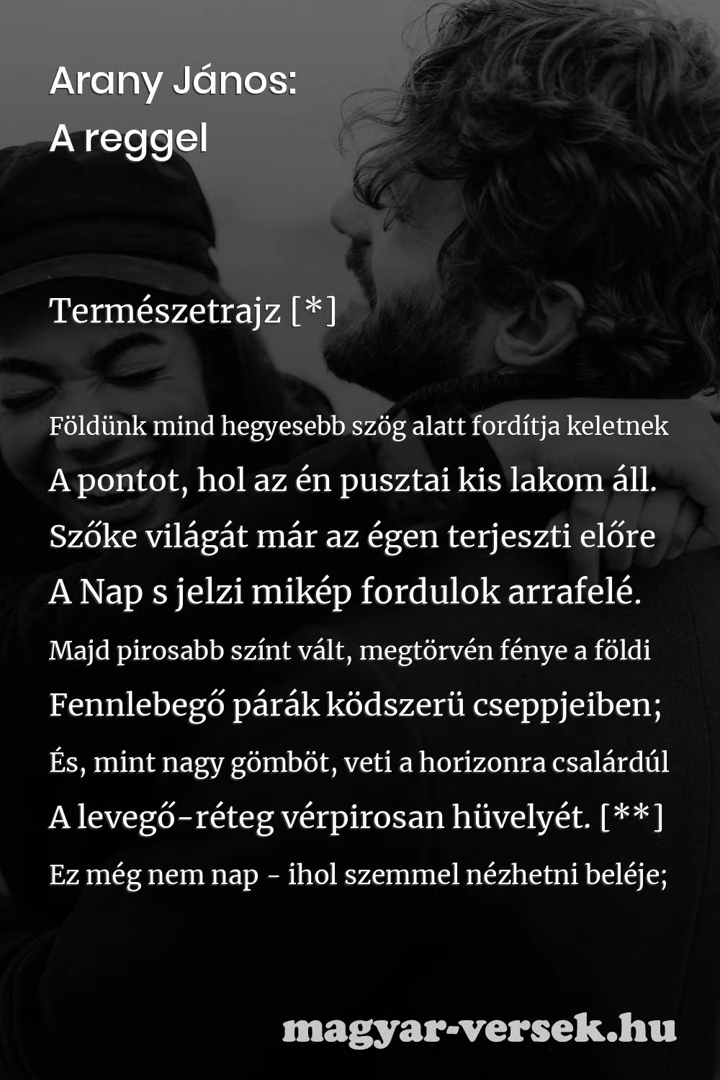 Arany János:
A reggel
Természetrajz [*]
Földünk mind hegyesebb szög alatt fordítja keletnek
A pontot, hol az én pusztai kis lakom áll.
Szőke világát már az égen terjeszti előre
A Nap s jelzi mikép fordulok arrafelé.
Majd pirosabb színt vált, megtörvén fénye a földi
Fennlebegő párák ködszerü cseppjeiben;
És, mint nagy gömböt, veti a horizonra csalárdúl
A levegő-réteg vérpirosan hüvelyét. [**]
Ez még nem nap - ihol szemmel nézhetni beléje;
magyar-versek.hu